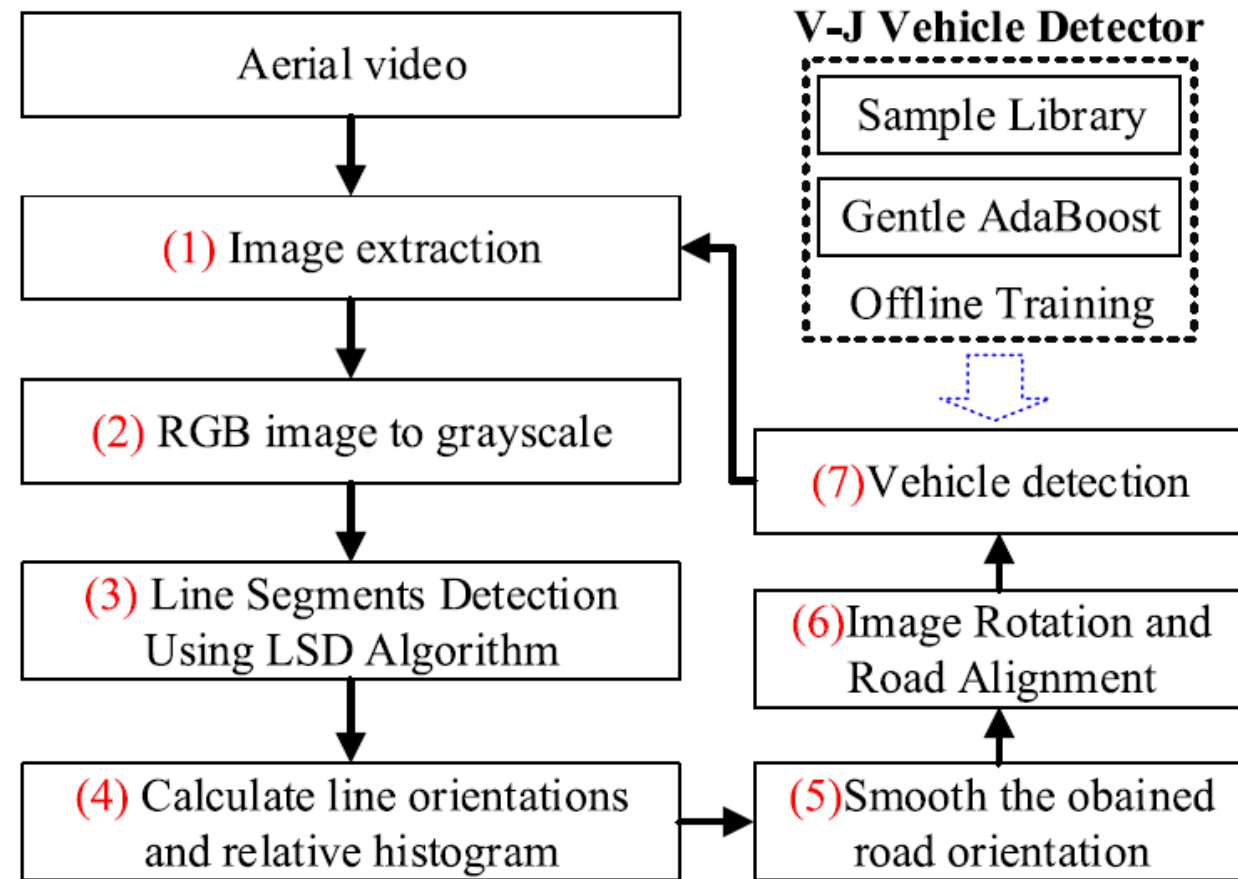 Aerial video
(1) Image extraction
(2) RGB image to grayscale
(3) Line Segments Detection
Using LSD Algorithm
(4) Calculate line orientations
and relative histogram
(5)Smooth the obained
road orientation
(6)Image Rotation and
Road Alignment
(7)Vehicle detection
V-J Vehicle Detector
Sample Library
Gentle AdaBoost
Offline Training